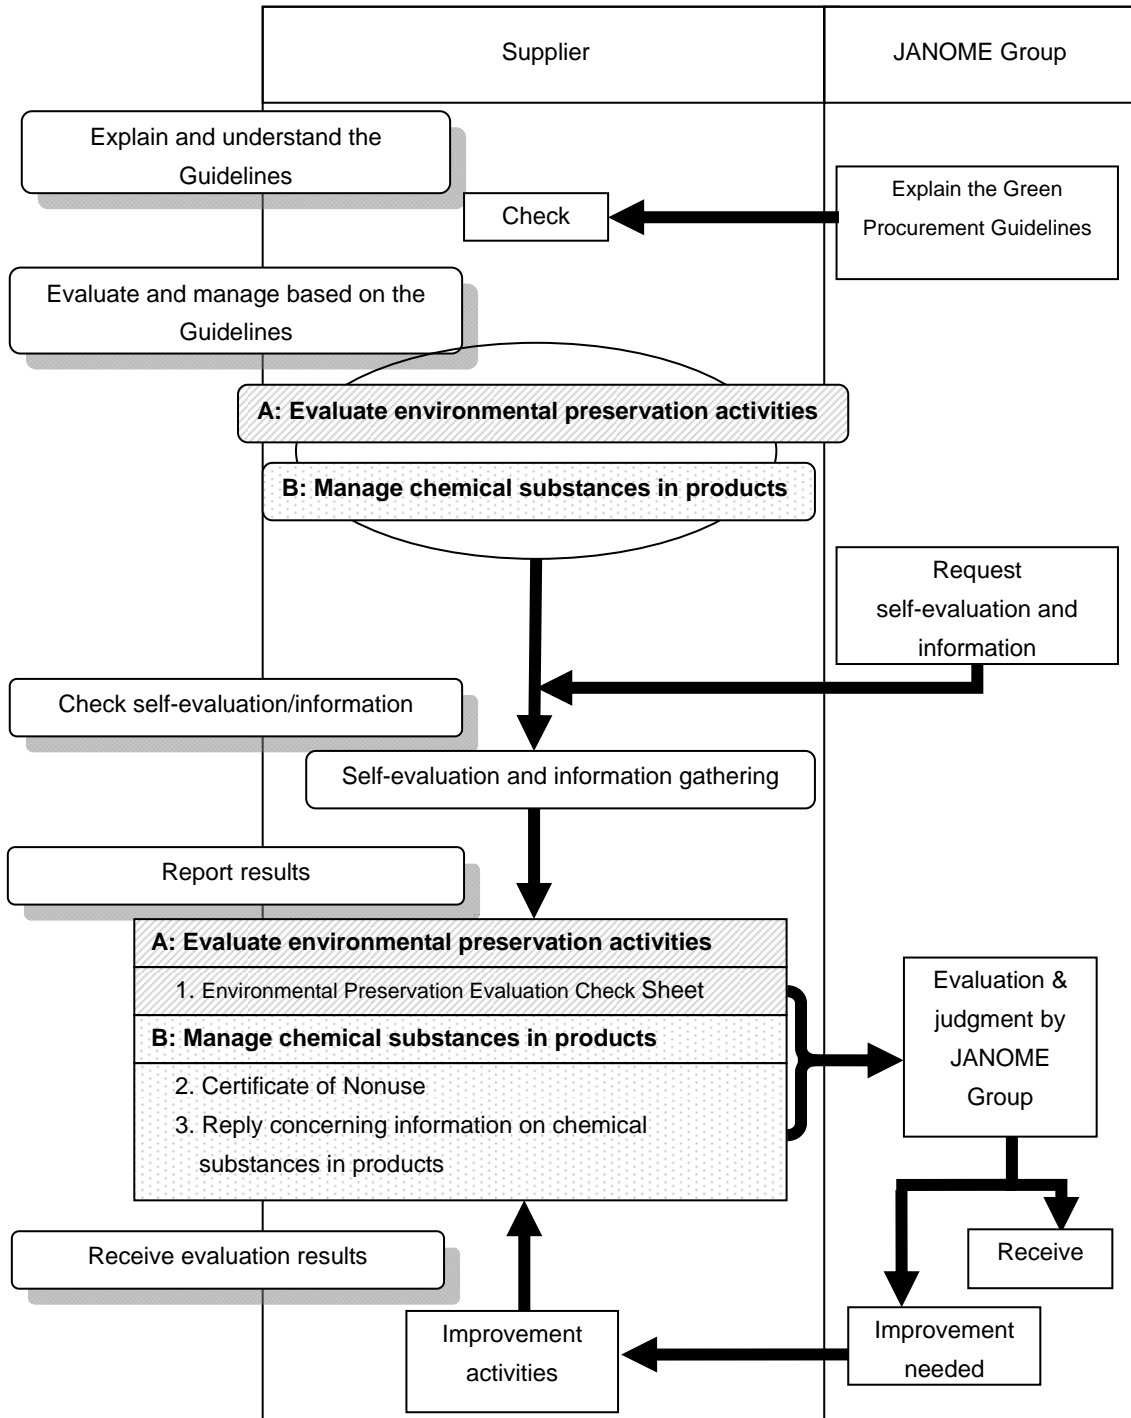 Supplier
JANOME Group
Explain and understand the
Guidelines
Check
Explain the Green
Procurement Guidelines
Evaluate and manage based on the
Guidelines
A: Evaluate environmental preservation activities
B: Manage chemical substances in products
Request
self-evaluation and
information
Check self-evaluation/information
Self-evaluation and information gathering
Report results
A: Evaluate environmental preservation activities
1. Environmental Preservation Evaluation Check Sheet
B: Manage chemical substances in products
2. Certificate of Nonuse
3. Reply concerning information on chemical
substances in products
Evaluation &
judgment by
JANOME
Group
Receive evaluation results
Receive
Improvement
activities
Improvement
needed